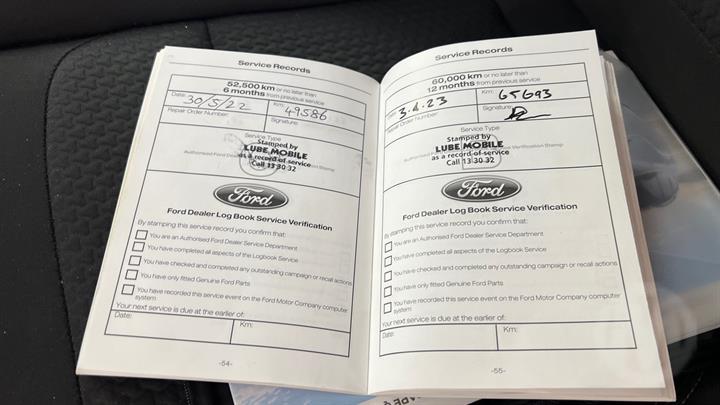 Service Records
52,500 km or no later than
6 months from previous service
Date: 30/5/22
Km: 49586
Repair Order Number:
Signature:
Service Type
Stamped by
LUBE MOBILE
as a record of service
Call 13 30 32
Ford
Ford Dealer Log Book Service Verification
By stamping this service record you confirm that:
You are an Authorised Ford Dealer Service Department
You have completed all aspects of the Logbook Service
You have checked and completed any outstanding campaign or recall actions
You have only fitted Genuine Ford Parts
You have recorded this service event on the Ford Motor Company computer
system
Your next service is due at the earlier of:
Date:
Km:
-54-
Service Records
60,000 km or no later than
12 months from previous service
Date: 3.4.23
Km: 65693
Repair Order Number:
Signature:
Service Type
Stamped by
LUBE MOBILE
as a record of service
Call 13 30 32
Ford
Ford Dealer Log Book Service Verification
By stamping this service record you confirm that:
You are an Authorised Ford Dealer Service Department
You have completed all aspects of the Logbook Service
You have checked and completed any outstanding campaign or recall actions
You have only fitted Genuine Ford Parts
You have recorded this service event on the Ford Motor Company computer system
Your next service is due at the earlier of:
Date:
Km:
-55-